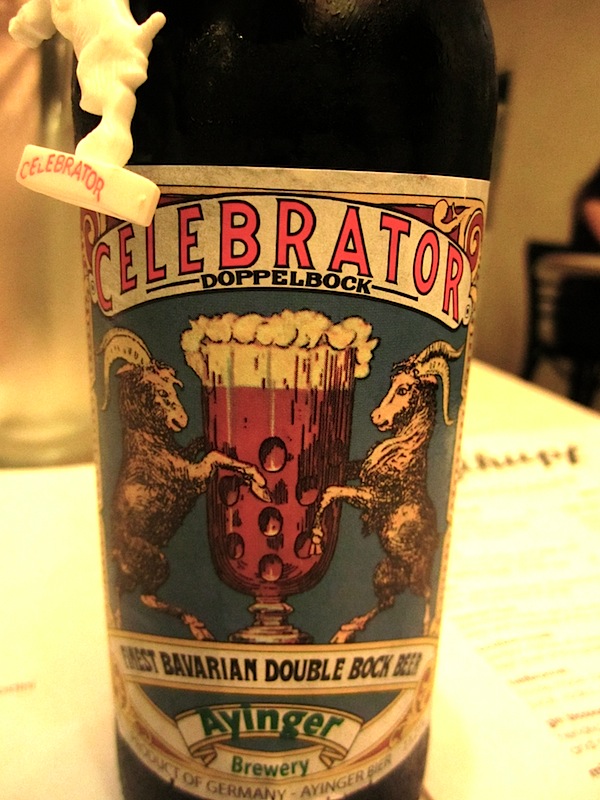 CELEBRATOR
CELEBRATOR
DOPPELBOCK
FINEST BAVARIAN DOUBLE BOCK BEER
Ayinger
Brewery
PRODUCT OF GERMANY - AYINGER BIER